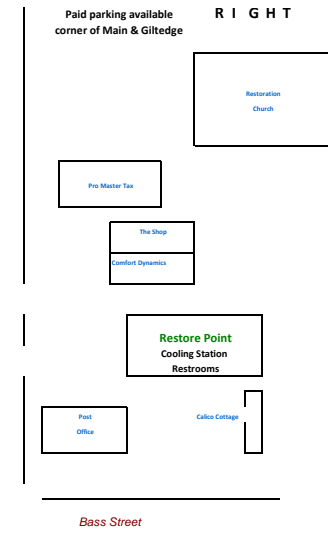 Paid parking available
corner of Main & Giltedge
R I G H T
Restoration
Church
Pro Master Tax
The Shop
Comfort Dynamics
Restore Point
Cooling Station
Restrooms
Post
Office
Calico Cottage
Bass Street